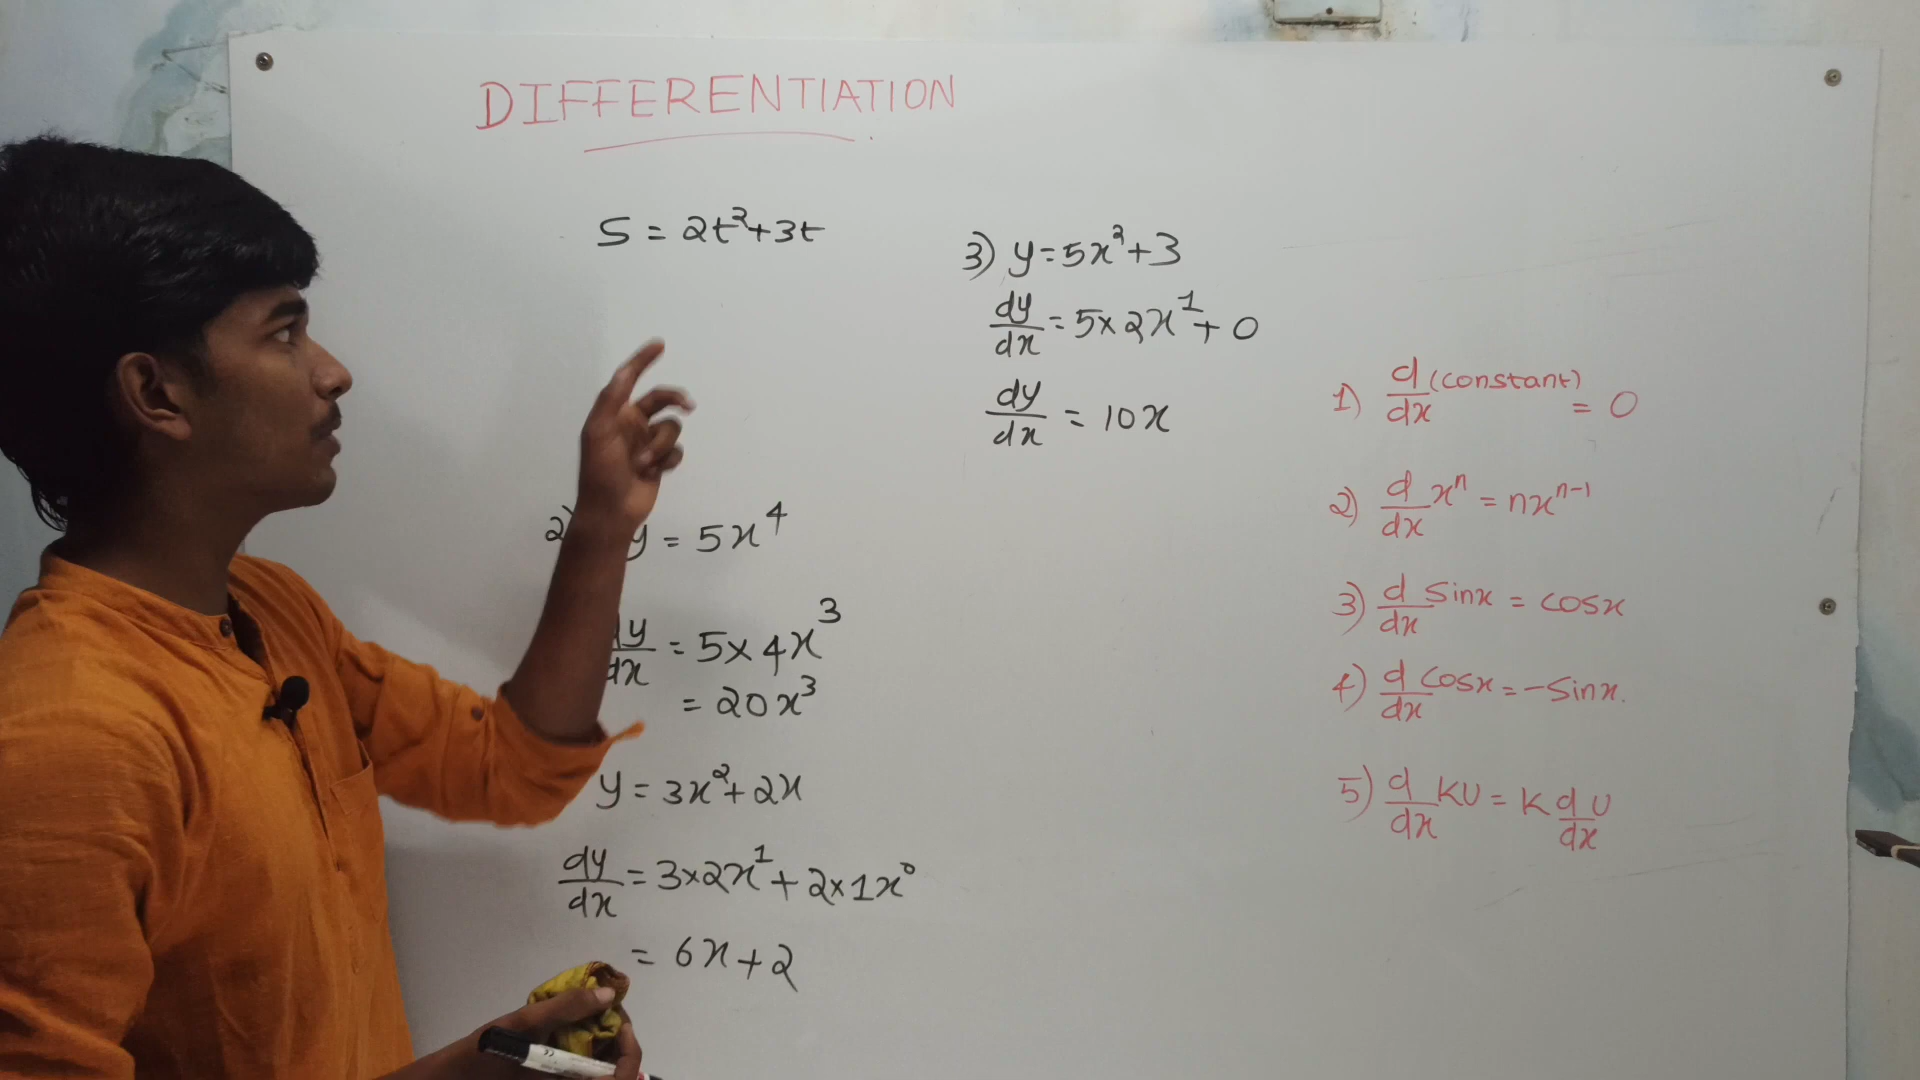 DIFFERENTIATION
S = 2t²+3t
2) y = 5x⁴
dy/dx = 5×4x³
= 20x³
y = 3x²+2x
dy/dx = 3×2x¹+2×1x⁰
= 6x+2
3) y=5x²+3
dy/dx = 5×2x¹+0
dy/dx = 10x
1) d/dx (constant) = 0
2) d/dx xⁿ = nxⁿ⁻¹
3) d/dx Sinx = cosx
4) d/dx Cosx = -Sinx.
5) d/dx KU = K d/dx U